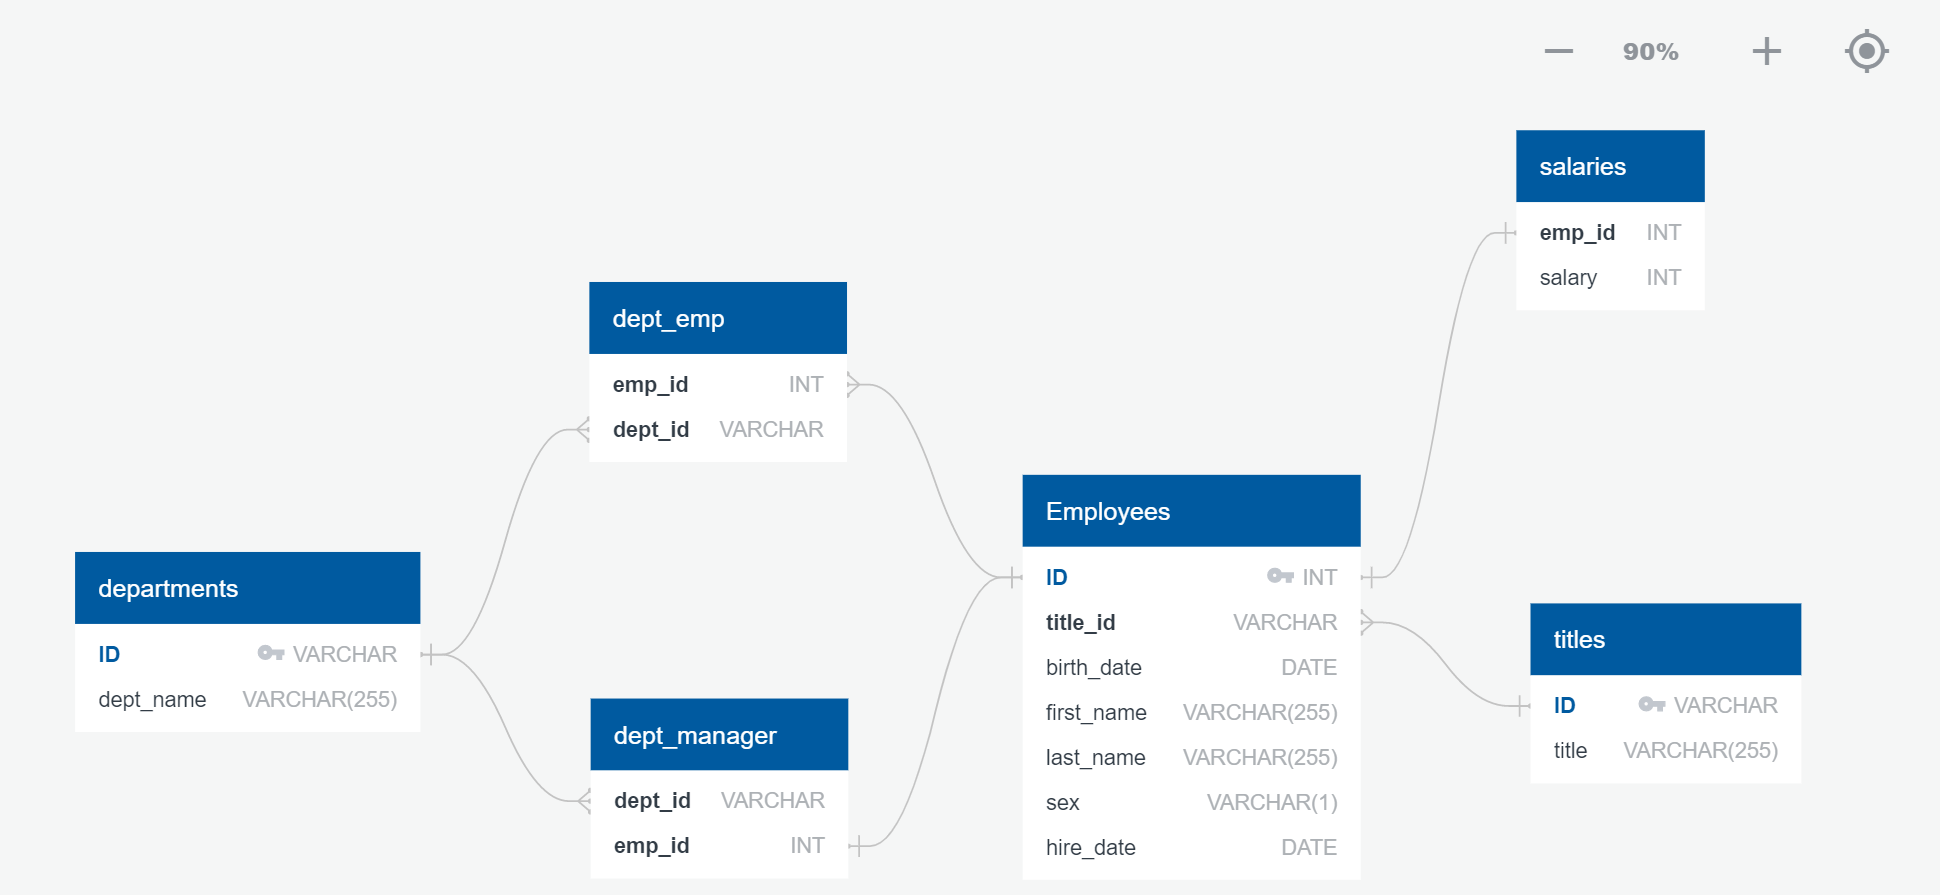 90%
salaries
emp_id INT
salary INT
dept_emp
emp_id INT
dept_id VARCHAR
Employees
ID INT
title_id VARCHAR
birth_date DATE
first_name VARCHAR(255)
last_name VARCHAR(255)
sex VARCHAR(1)
hire_date DATE
departments
ID VARCHAR
dept_name VARCHAR(255)
titles
ID VARCHAR
title VARCHAR(255)
dept_manager
dept_id VARCHAR
emp_id INT